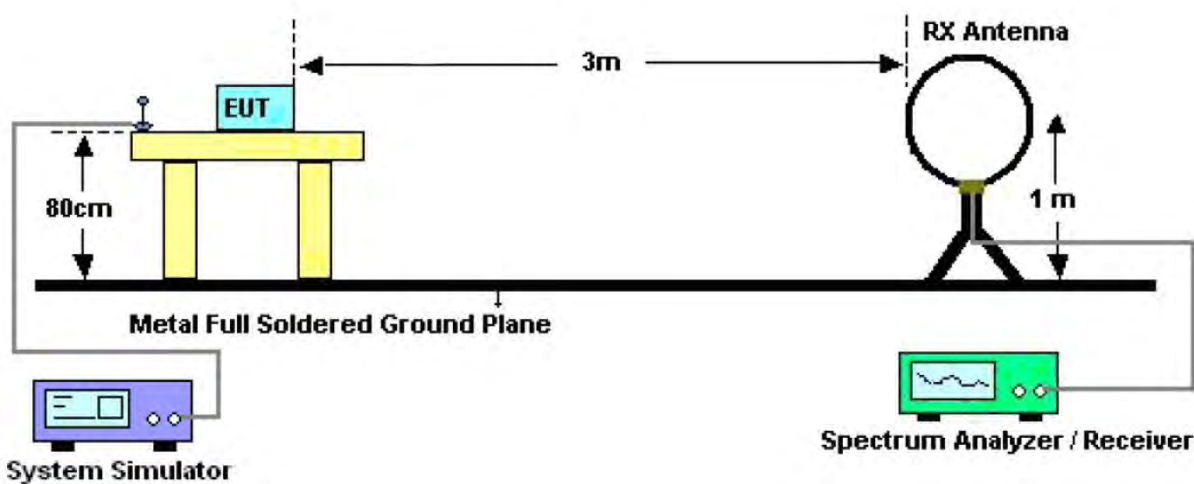 RX Antenna
3m
EUT
80cm
1 m
Metal Full Soldered Ground Plane
System Simulator
Spectrum Analyzer / Receiver